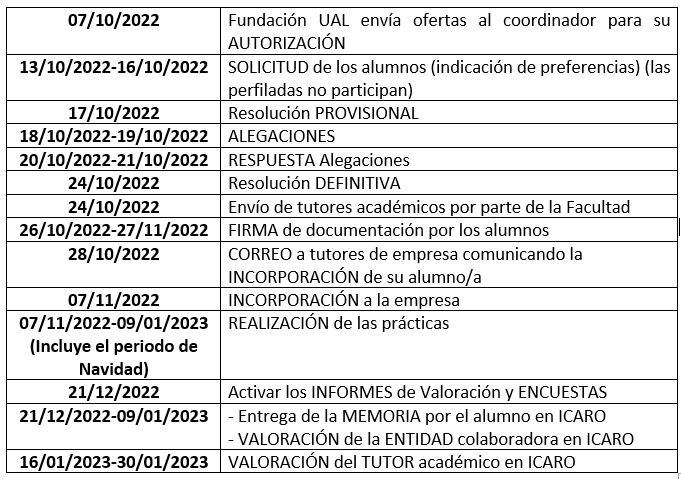 07/10/2022 Fundación UAL envía ofertas al coordinador para su
AUTORIZACIÓN
13/10/2022-16/10/2022 SOLICITUD de los alumnos (indicación de preferencias) (las
perfiladas no participan)
17/10/2022 Resolución PROVISIONAL
18/10/2022-19/10/2022 ALEGACIONES
20/10/2022-21/10/2022 RESPUESTA Alegaciones
24/10/2022 Resolución DEFINITIVA
24/10/2022 Envío de tutores académicos por parte de la Facultad
26/10/2022-27/11/2022 FIRMA de documentación por los alumnos
28/10/2022 CORREO a tutores de empresa comunicando la
INCORPORACIÓN de su alumno/a
07/11/2022 INCORPORACIÓN a la empresa
07/11/2022-09/01/2023 REALIZACIÓN de las prácticas
(Incluye el periodo de
Navidad)
21/12/2022 Activar los INFORMES de Valoración y ENCUESTAS
21/12/2022-09/01/2023 - Entrega de la MEMORIA por el alumno en ICARO
- VALORACIÓN de la ENTIDAD colaboradora en ICARO
16/01/2023-30/01/2023 VALORACIÓN del TUTOR académico en ICARO